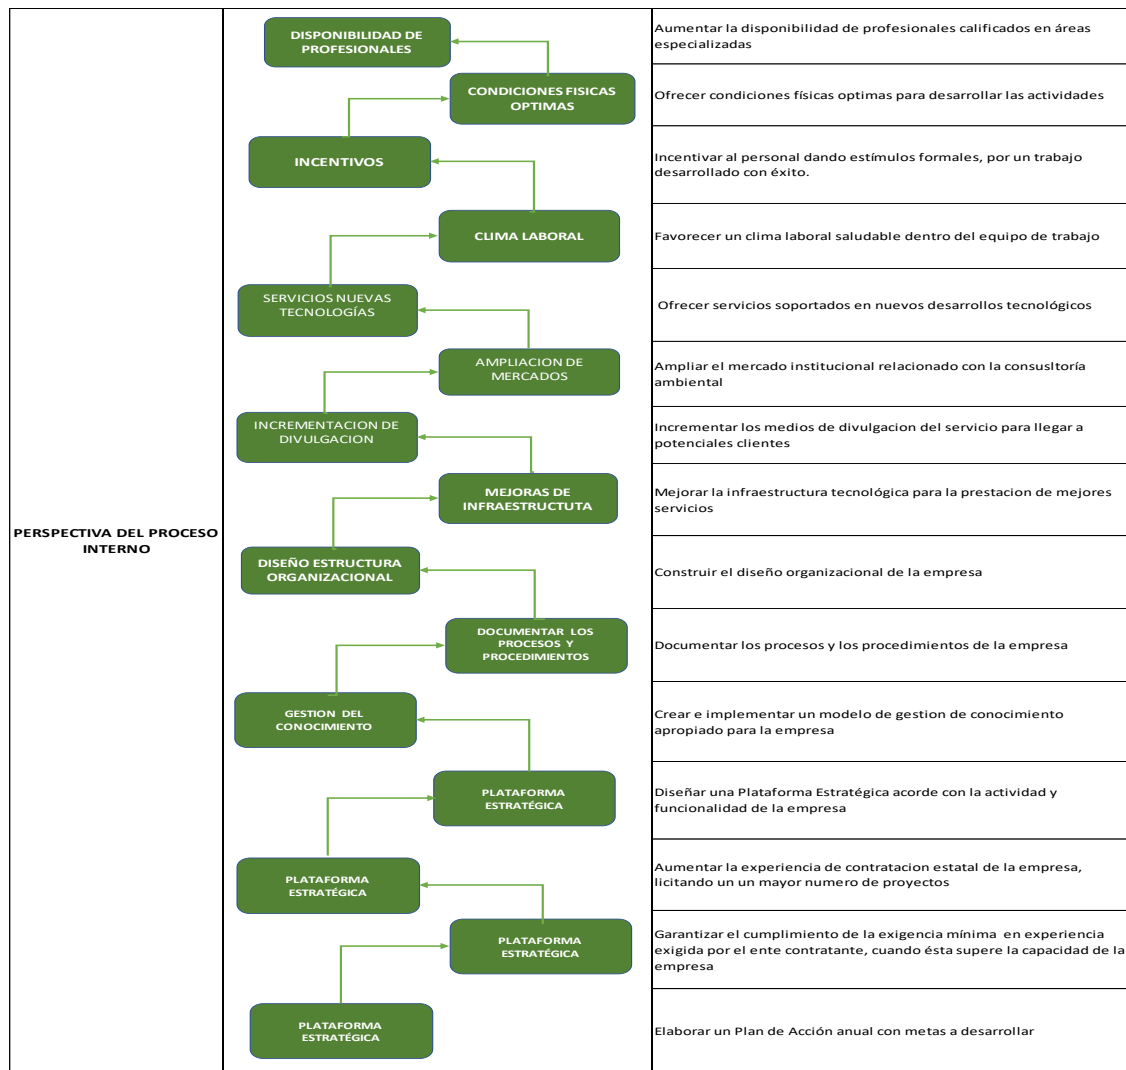 DISPONIBILIDAD DE
PROFESIONALES
Aumentar la disponibilidad de profesionales calificados en áreas
especializadas
CONDICIONES FISICAS
OPTIMAS
Ofrecer condiciones físicas optimas para desarrollar las actividades
INCENTIVOS
Incentivar al personal dando estímulos formales, por un trabajo
desarrollado con éxito.
CLIMA LABORAL
Favorecer un clima laboral saludable dentro del equipo de trabajo
SERVICIOS NUEVAS
TECNOLOGÍAS
Ofrecer servicios soportados en nuevos desarrollos tecnológicos
AMPLIACION DE
MERCADOS
Ampliar el mercado institucional relacionado con la consusltoría
ambiental
INCREMENTACION DE
DIVULGACION
Incrementar los medios de divulgacion del servicio para llegar a
potenciales clientes
MEJORAS DE
INFRAESTRUCTUTA
Mejorar la infraestructura tecnológica para la prestacion de mejores
servicios
PERSPECTIVA DEL PROCESO
INTERNO
DISEÑO ESTRUCTURA
ORGANIZACIONAL
Construir el diseño organizacional de la empresa
DOCUMENTAR LOS
PROCESOS Y
PROCEDIMIENTOS
Documentar los procesos y los procedimientos de la empresa
GESTION DEL
CONOCIMIENTO
Crear e implementar un modelo de gestion de conocimiento
apropiado para la empresa
PLATAFORMA
ESTRATÉGICA
Diseñar una Plataforma Estratégica acorde con la actividad y
funcionalidad de la empresa
PLATAFORMA
ESTRATÉGICA
Aumentar la experiencia de contratacion estatal de la empresa,
licitando un un mayor numero de proyectos
PLATAFORMA
ESTRATÉGICA
Garantizar el cumplimiento de la exigencia mínima en experiencia
exigida por el ente contratante, cuando ésta supere la capacidad de la
empresa
PLATAFORMA
ESTRATÉGICA
Elaborar un Plan de Acción anual con metas a desarrollar